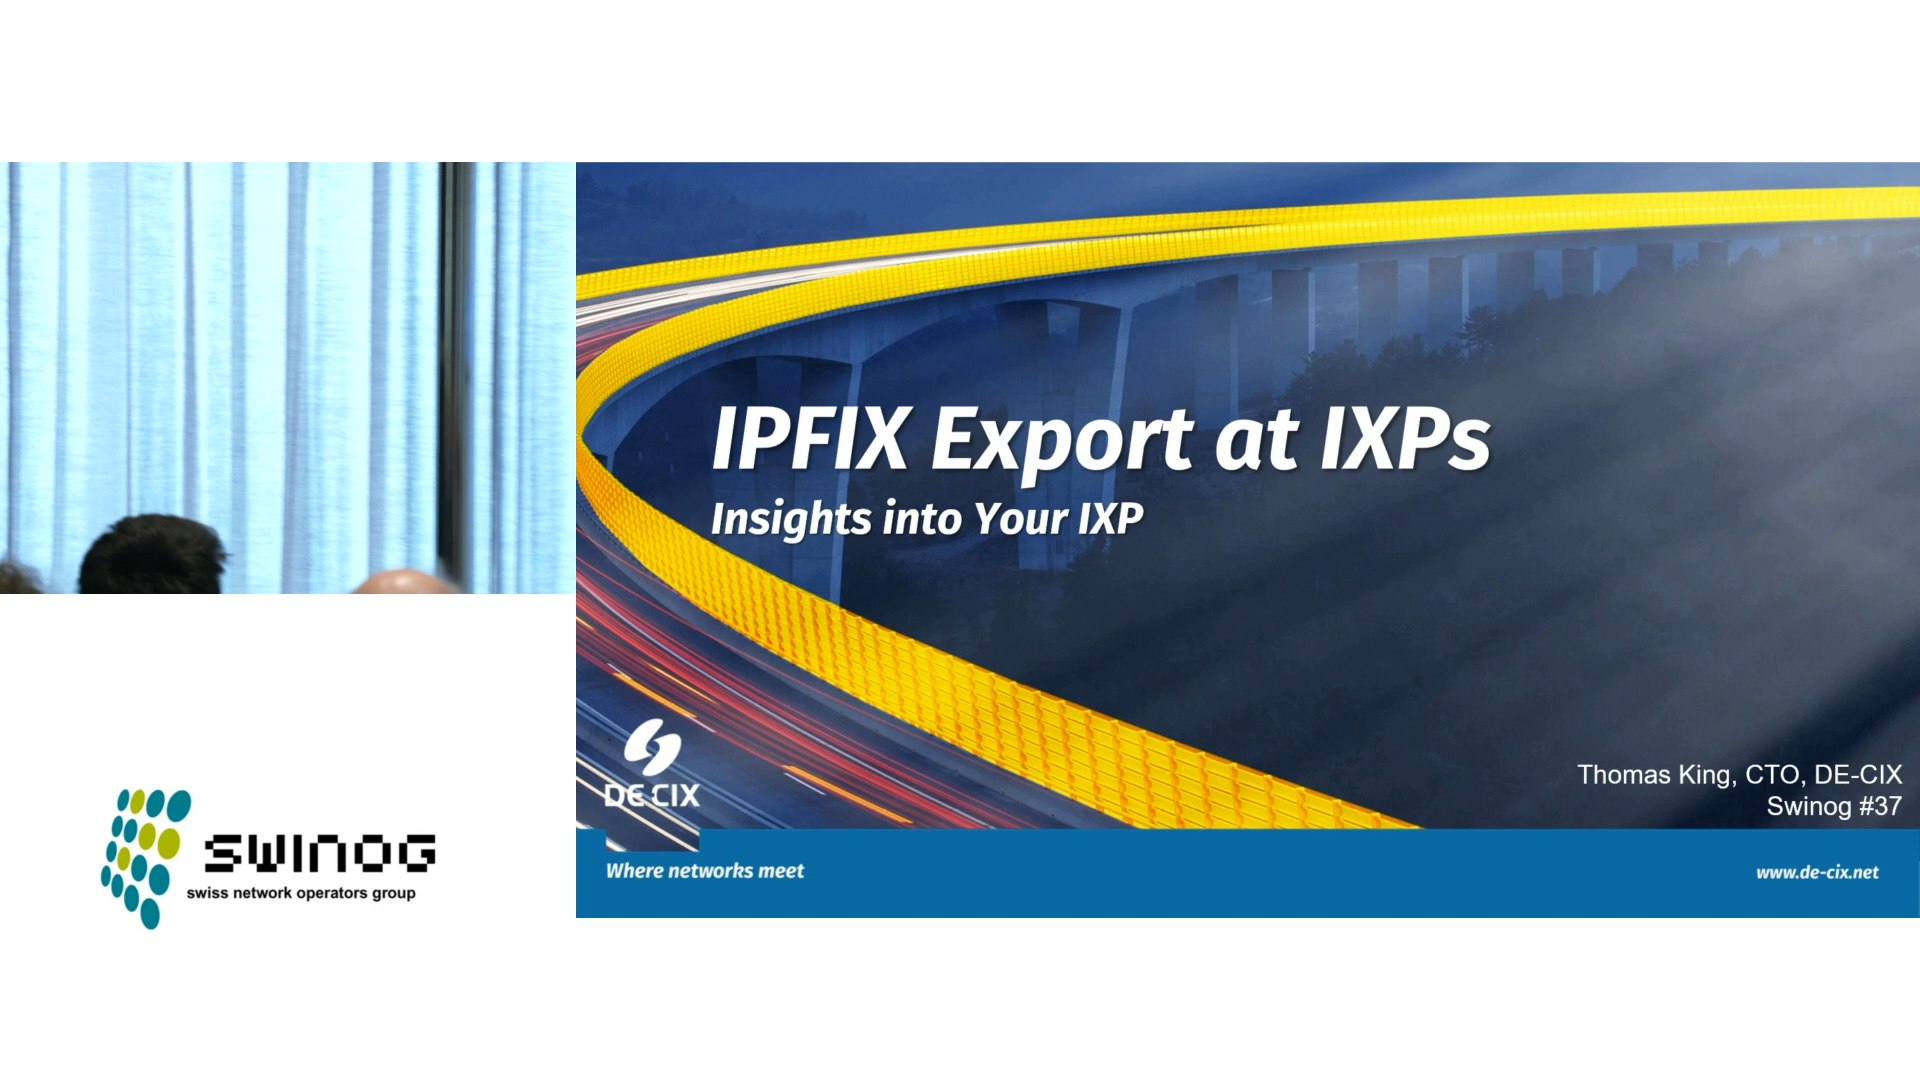 IPFIX Export at IXPs
Insights into Your IXP
DE CIX
Thomas King, CTO, DE-CIX
Swinog #37
Where networks meet
www.de-cix.net
SWINOG
swiss network operators group